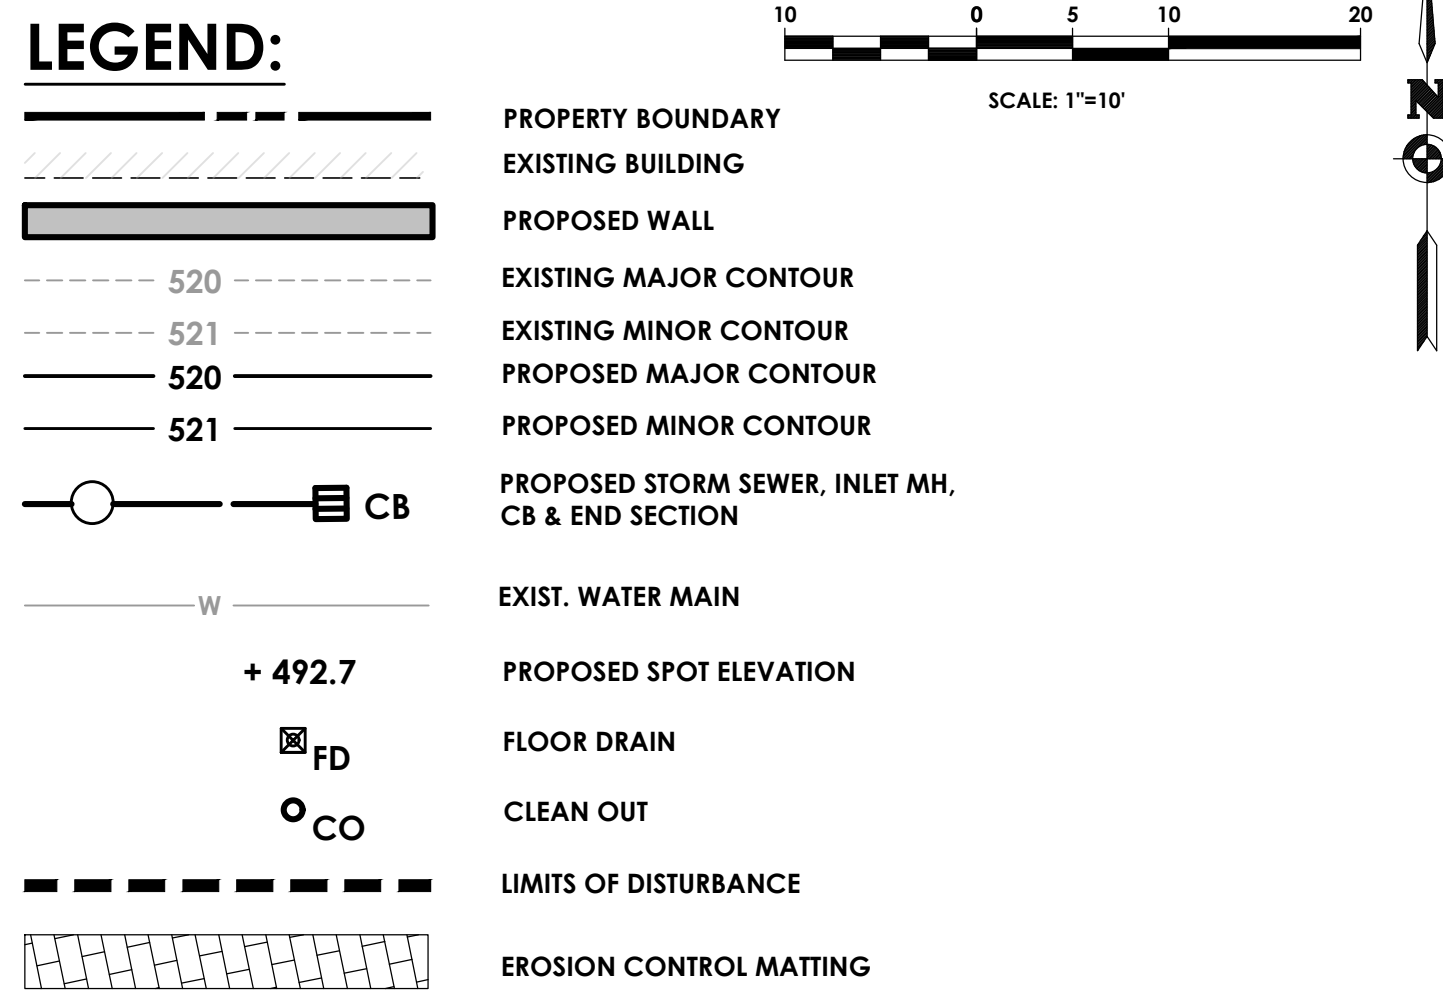 LEGEND:
10 0 5 10 20
SCALE: 1"=10'
N
PROPERTY BOUNDARY
EXISTING BUILDING
PROPOSED WALL
520 EXISTING MAJOR CONTOUR
521 EXISTING MINOR CONTOUR
520 PROPOSED MAJOR CONTOUR
521 PROPOSED MINOR CONTOUR
CB PROPOSED STORM SEWER, INLET MH,
CB & END SECTION
W EXIST. WATER MAIN
+ 492.7 PROPOSED SPOT ELEVATION
FD FLOOR DRAIN
CO CLEAN OUT
LIMITS OF DISTURBANCE
EROSION CONTROL MATTING